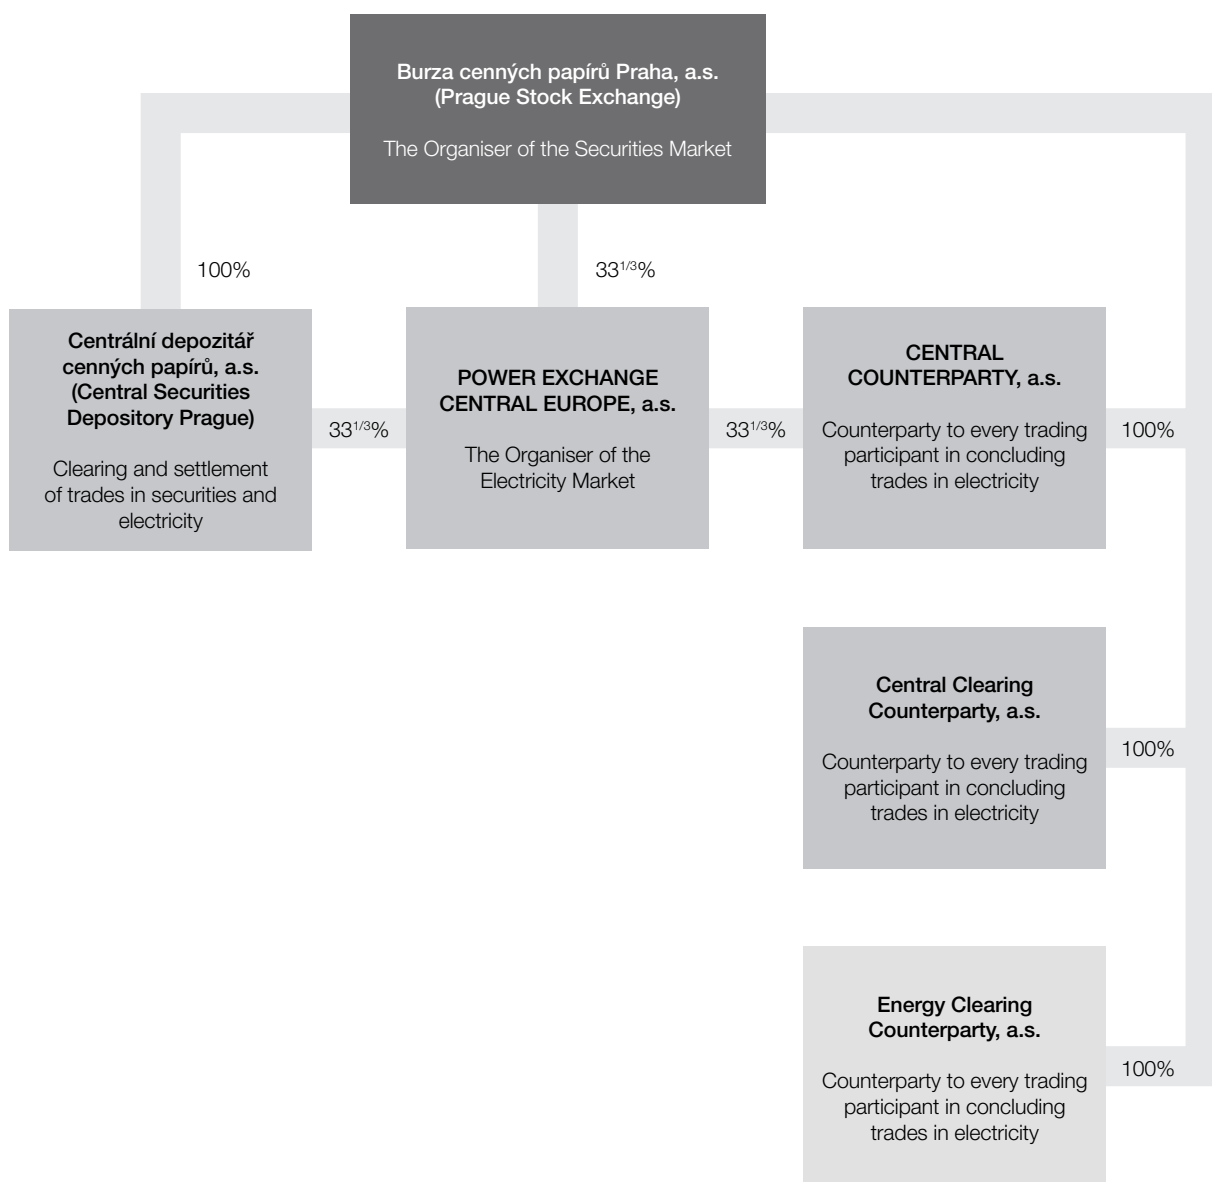 Burza cenných papírů Praha, a.s.
(Prague Stock Exchange)
The Organiser of the Securities Market
100%
33 1/3%
Centrální depozitář
cenných papírů, a.s.
(Central Securities
Depository Prague)
Clearing and settlement
of trades in securities and
electricity
33 1/3%
POWER EXCHANGE
CENTRAL EUROPE, a.s.
The Organiser of the
Electricity Market
33 1/3%
CENTRAL
COUNTERPARTY, a.s.
Counterparty to every trading
participant in concluding
trades in electricity
100%
Central Clearing
Counterparty, a.s.
Counterparty to every trading
participant in concluding
trades in electricity
100%
Energy Clearing
Counterparty, a.s.
Counterparty to every trading
participant in concluding
trades in electricity
100%